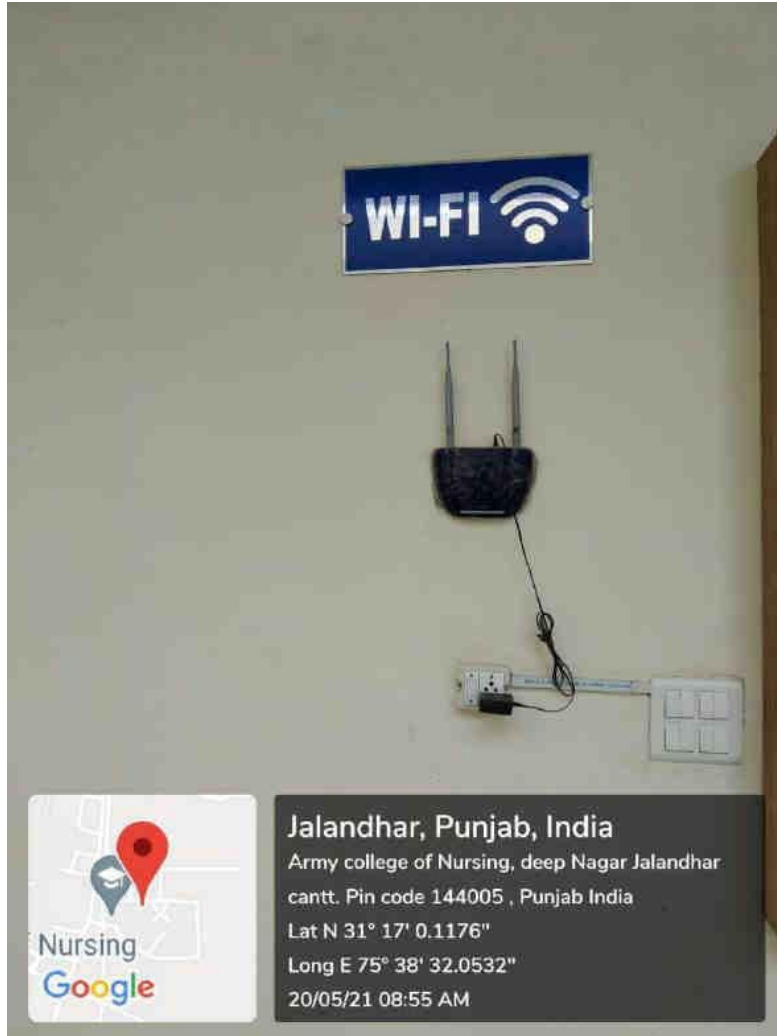 WI-FI
Jalandhar, Punjab, India
Army college of Nursing, deep Nagar Jalandhar
cantt. Pin code 144005 , Punjab India
Lat N 31° 17' 0.1176"
Long E 75° 38' 32.0532"
20/05/21 08:55 AM
Nursing
Google